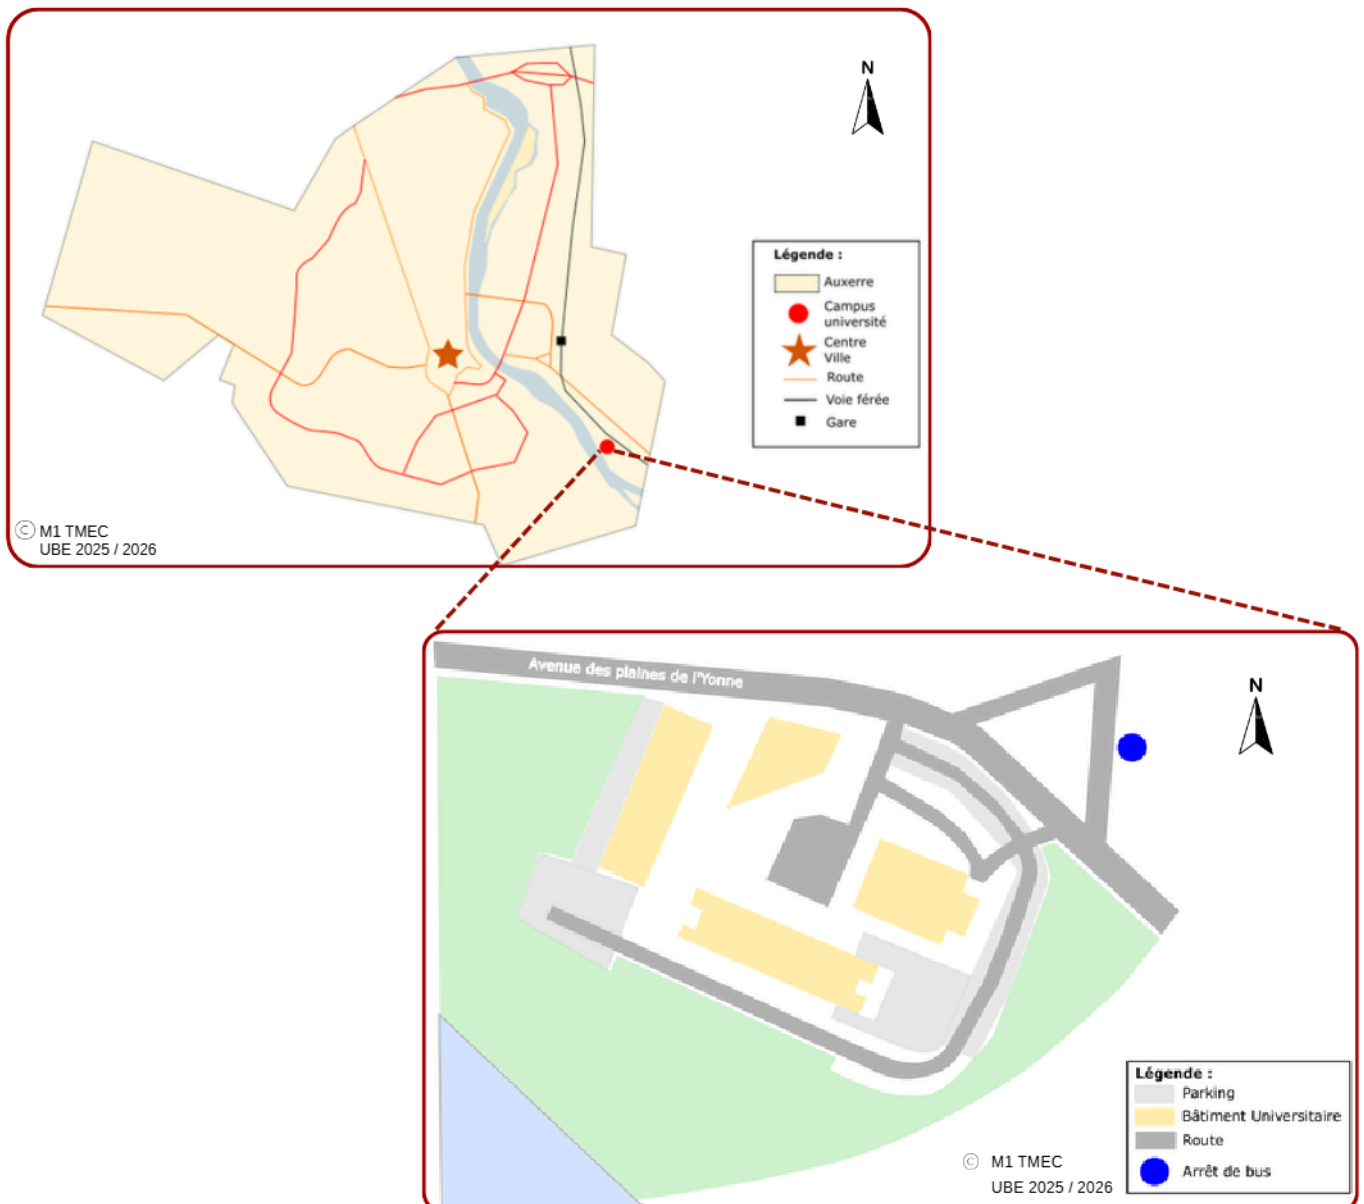 N
Légende :
Auxerre
Campus
université
Centre
Ville
Route
Voie férée
Gare
© M1 TMEC
UBE 2025 / 2026
Avenue des plaines de l'Yonne
N
Légende :
Parking
Bâtiment Universitaire
Route
Arrêt de bus
© M1 TMEC
UBE 2025 / 2026